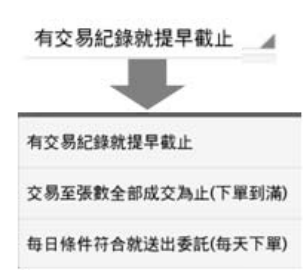 有交易紀錄就提早截止
有交易紀錄就提早截止
交易至張數全部成交為止(下單到滿)
每日條件符合就送出委託(每天下單)